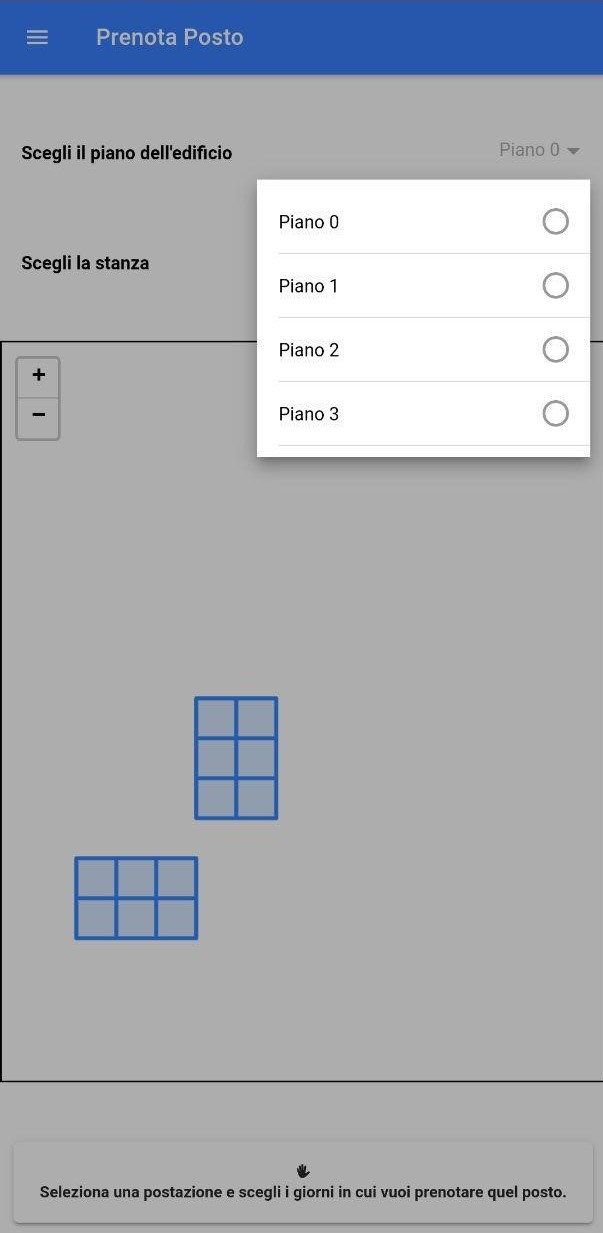 Prenota Posto
Scegli il piano dell'edificio
Piano 0
Piano 0
Piano 1
Scegli la stanza
Piano 2
Piano 3
+
−
Seleziona una postazione e scegli i giorni in cui vuoi prenotare quel posto.